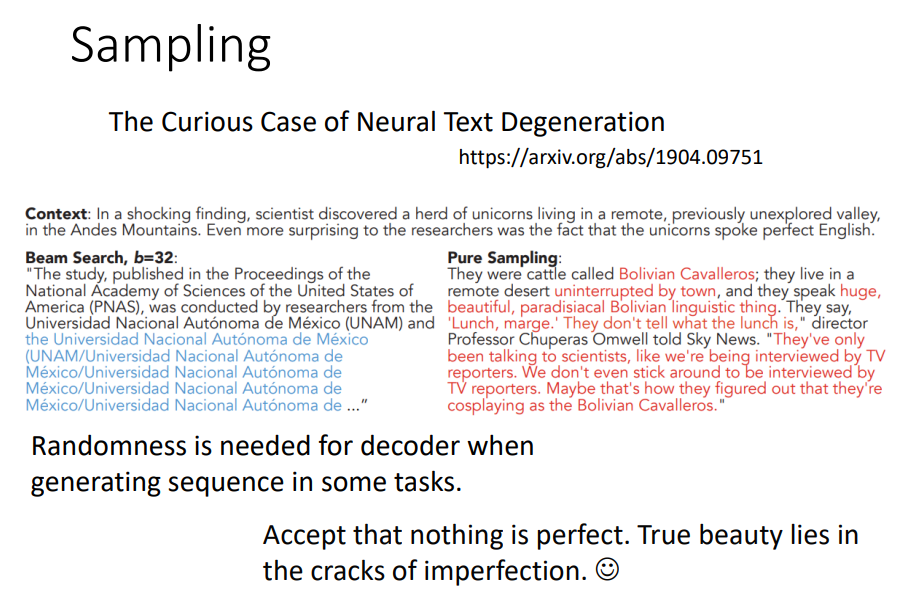 Sampling
The Curious Case of Neural Text Degeneration
https://arxiv.org/abs/1904.09751
Context: In a shocking finding, scientist discovered a herd of unicorns living in a remote, previously unexplored valley,
in the Andes Mountains. Even more surprising to the researchers was the fact that the unicorns spoke perfect English.
Beam Search, b=32:
"The study, published in the Proceedings of the
National Academy of Sciences of the United States of
America (PNAS), was conducted by researchers from the
Universidad Nacional Autónoma de México (UNAM) and
the Universidad Nacional Autónoma de México
(UNAM/Universidad Nacional Autónoma de
México/Universidad Nacional Autónoma de
México/Universidad Nacional Autónoma de
México/Universidad Nacional Autónoma de ..."
Pure Sampling:
They were cattle called Bolivian Cavalleros; they live in a
remote desert uninterrupted by town, and they speak huge,
beautiful, paradisiacal Bolivian linguistic thing. They say,
'Lunch, marge.' They don't tell what the lunch is," director
Professor Chuperas Omwell told Sky News. "They've only
been talking to scientists, like we're being interviewed by TV
reporters. We don't even stick around to be interviewed by
TV reporters. Maybe that's how they figured out that they're
cosplaying as the Bolivian Cavalleros."
Randomness is needed for decoder when
generating sequence in some tasks.
Accept that nothing is perfect. True beauty lies in
the cracks of imperfection. ☺